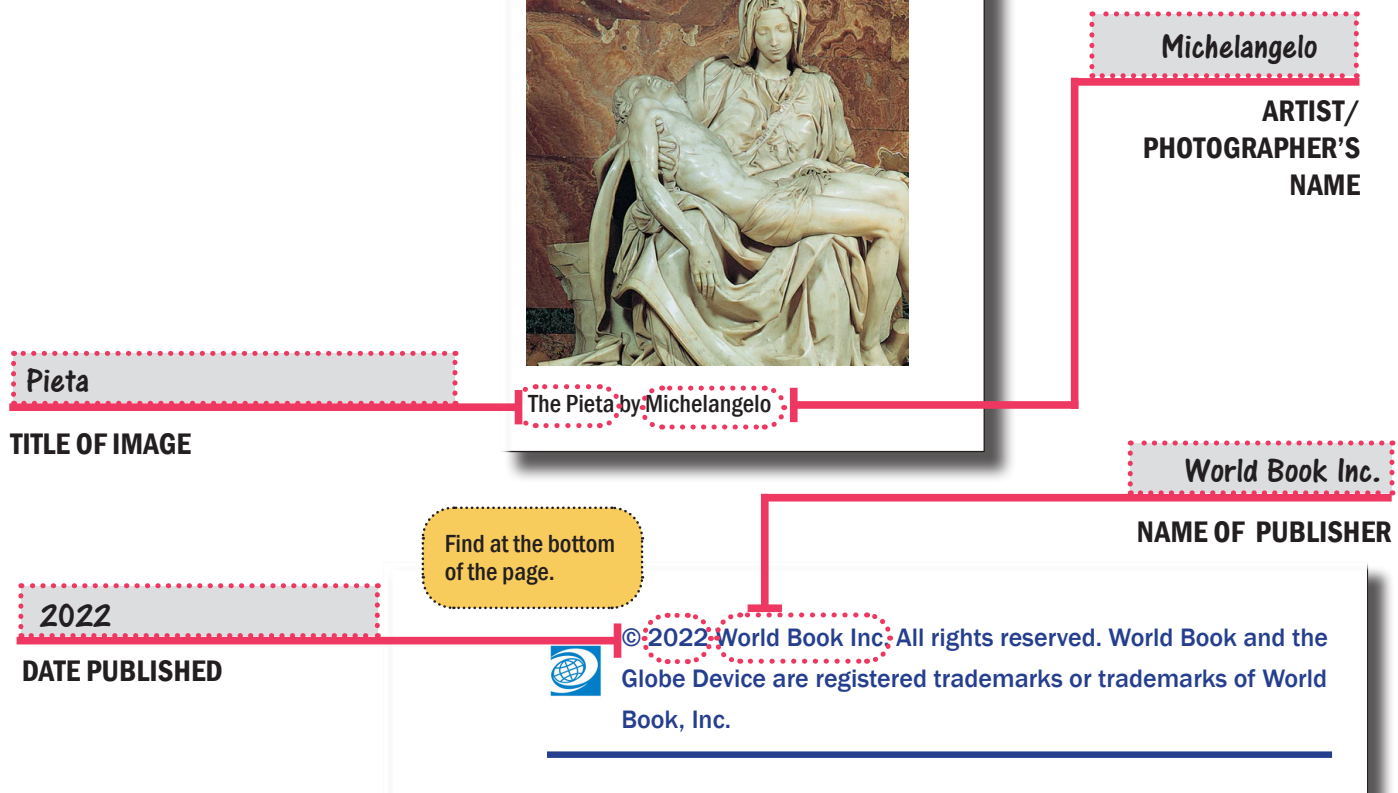 Michelangelo
ARTIST/
PHOTOGRAPHER’S
NAME
Pieta
TITLE OF IMAGE
The Pieta by Michelangelo
World Book Inc.
NAME OF PUBLISHER
Find at the bottom
of the page.
2022
DATE PUBLISHED
© 2022 World Book Inc. All rights reserved. World Book and the
Globe Device are registered trademarks or trademarks of World
Book, Inc.